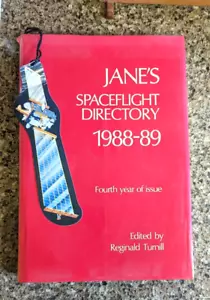 JANE'S
SPACEFLIGHT
DIRECTORY
1988-89
Fourth year of issue
Edited by
Reginald Turnill